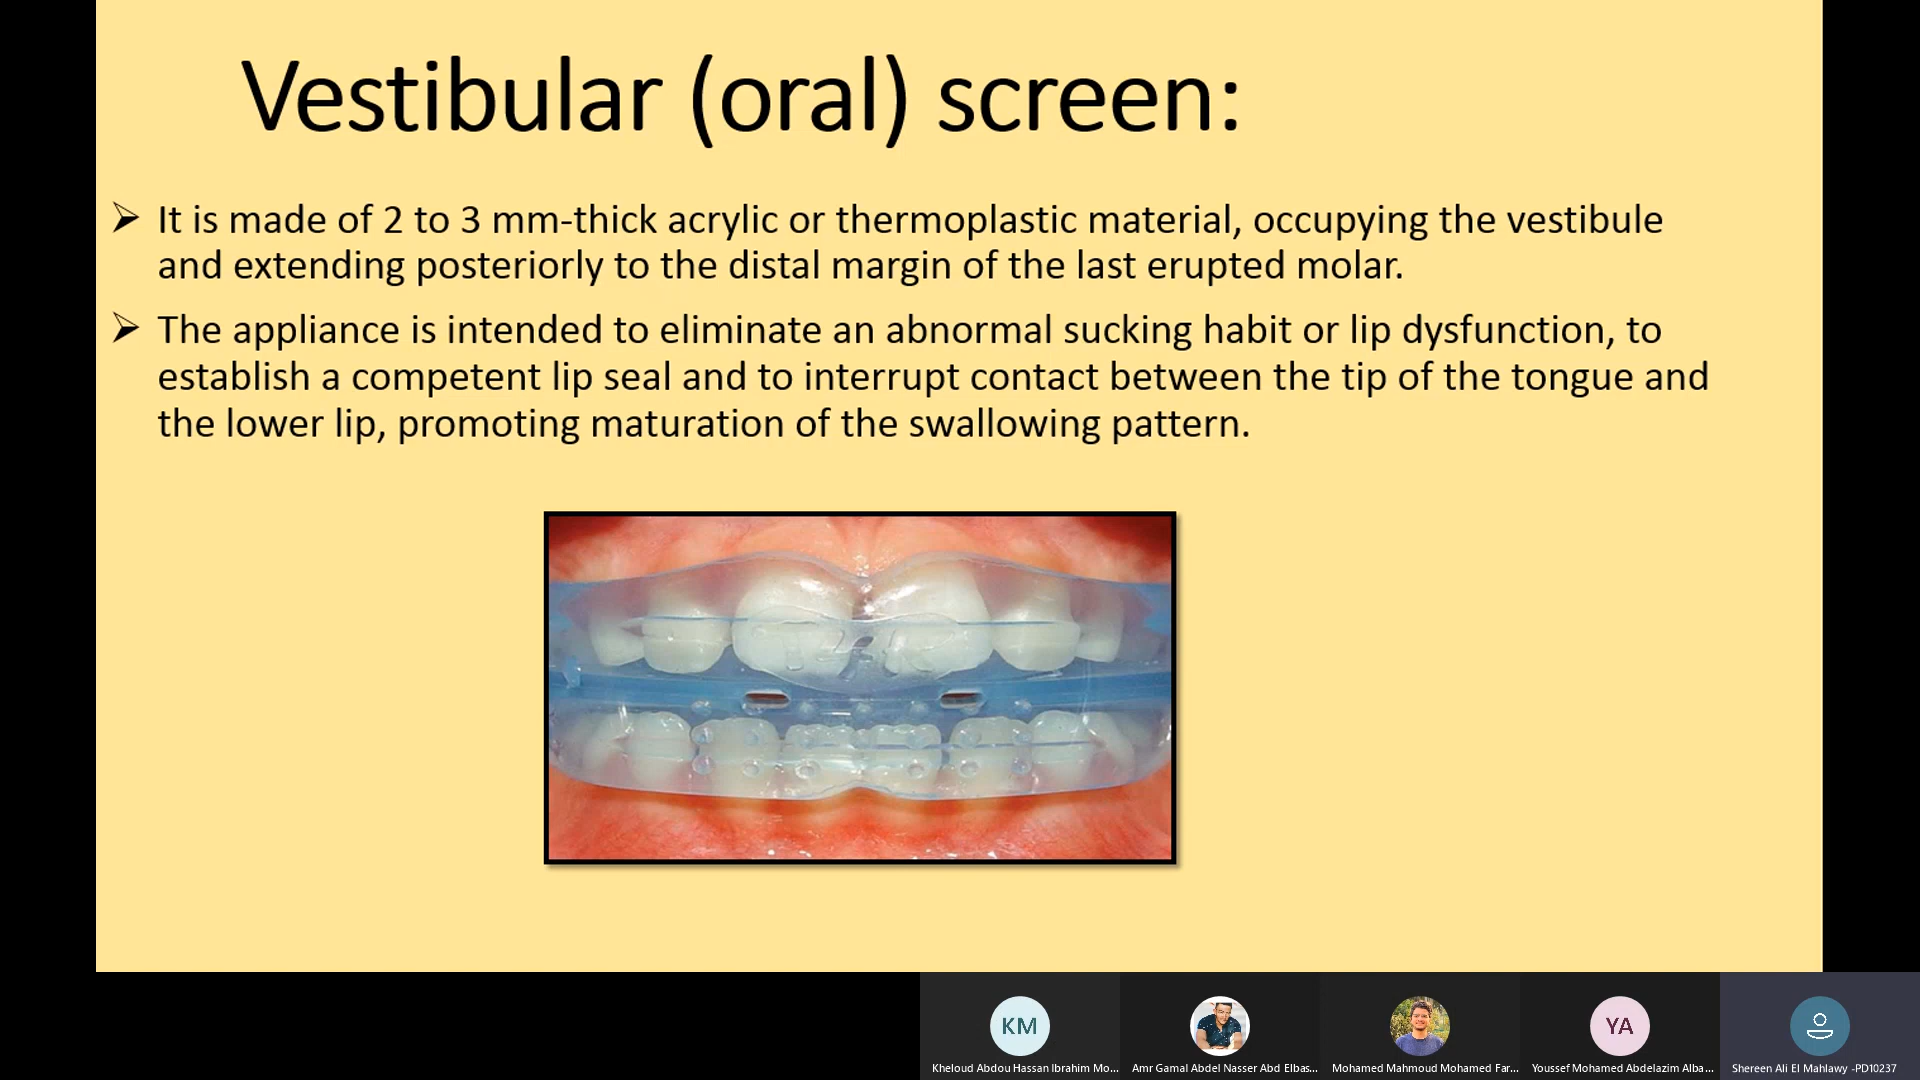 Vestibular (oral) screen:
It is made of 2 to 3 mm-thick acrylic or thermoplastic material, occupying the vestibule
and extending posteriorly to the distal margin of the last erupted molar.
The appliance is intended to eliminate an abnormal sucking habit or lip dysfunction, to
establish a competent lip seal and to interrupt contact between the tip of the tongue and
the lower lip, promoting maturation of the swallowing pattern.
KM
YA
Kheloud Abdou Hassan Ibrahim Mo...
Amr Gamal Abdel Nasser Abd Elbas...
Mohamed Mahmoud Mohamed Far...
Youssef Mohamed Abdelazim Alba...
Shereen Ali El Mahlawy -PD10237